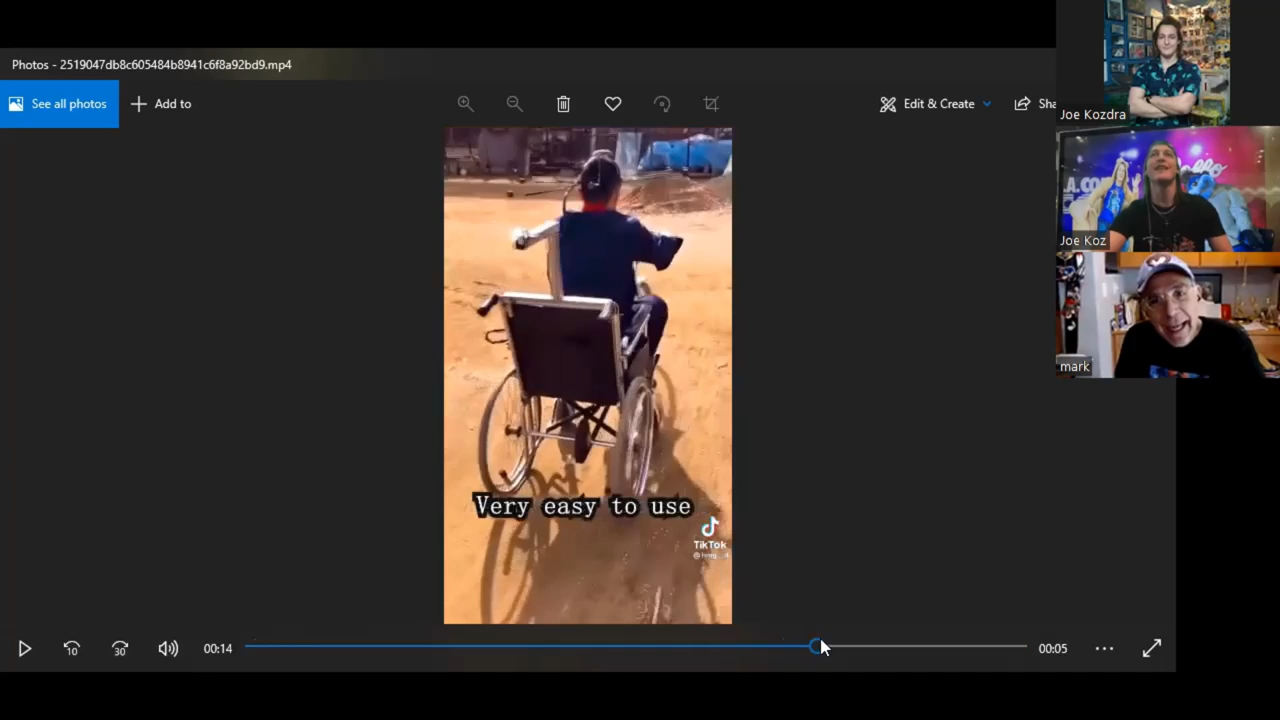 Photos - 2519047db8c605484b8941c6f8a92bd9.mp4
See all photos
Add to
Edit & Create
Sha
Joe Kozdra
Joe Koz
mark
Very easy to use
TikTok
10
30
00:14
00:05